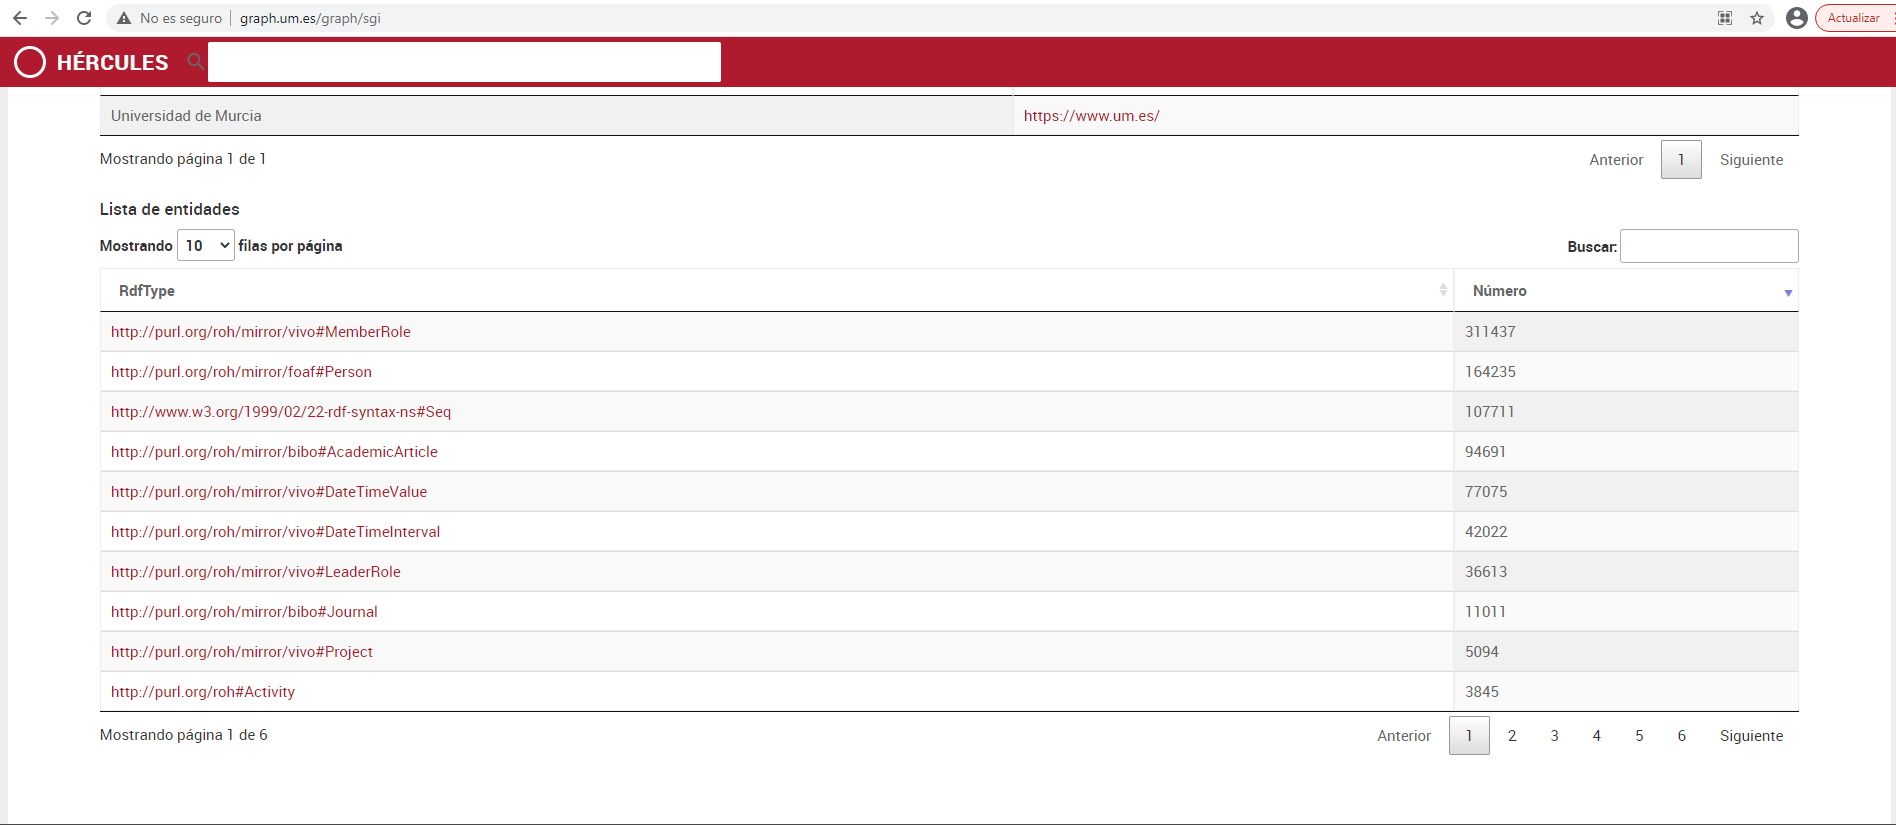 No es seguro | graph.um.es/graph/sgi Actualizar
HÉRCULES
Universidad de Murcia https://www.um.es/
Mostrando página 1 de 1 Anterior 1 Siguiente
Lista de entidades
Mostrando 10 filas por página Buscar:
RdfType Número
http://purl.org/roh/mirror/vivo#MemberRole 311437
http://purl.org/roh/mirror/foaf#Person 164235
http://www.w3.org/1999/02/22-rdf-syntax-ns#Seq 107711
http://purl.org/roh/mirror/bibo#AcademicArticle 94691
http://purl.org/roh/mirror/vivo#DateTimeValue 77075
http://purl.org/roh/mirror/vivo#DateTimeInterval 42022
http://purl.org/roh/mirror/vivo#LeaderRole 36613
http://purl.org/roh/mirror/bibo#Journal 11011
http://purl.org/roh/mirror/vivo#Project 5094
http://purl.org/roh#Activity 3845
Mostrando página 1 de 6 Anterior 1 2 3 4 5 6 Siguiente